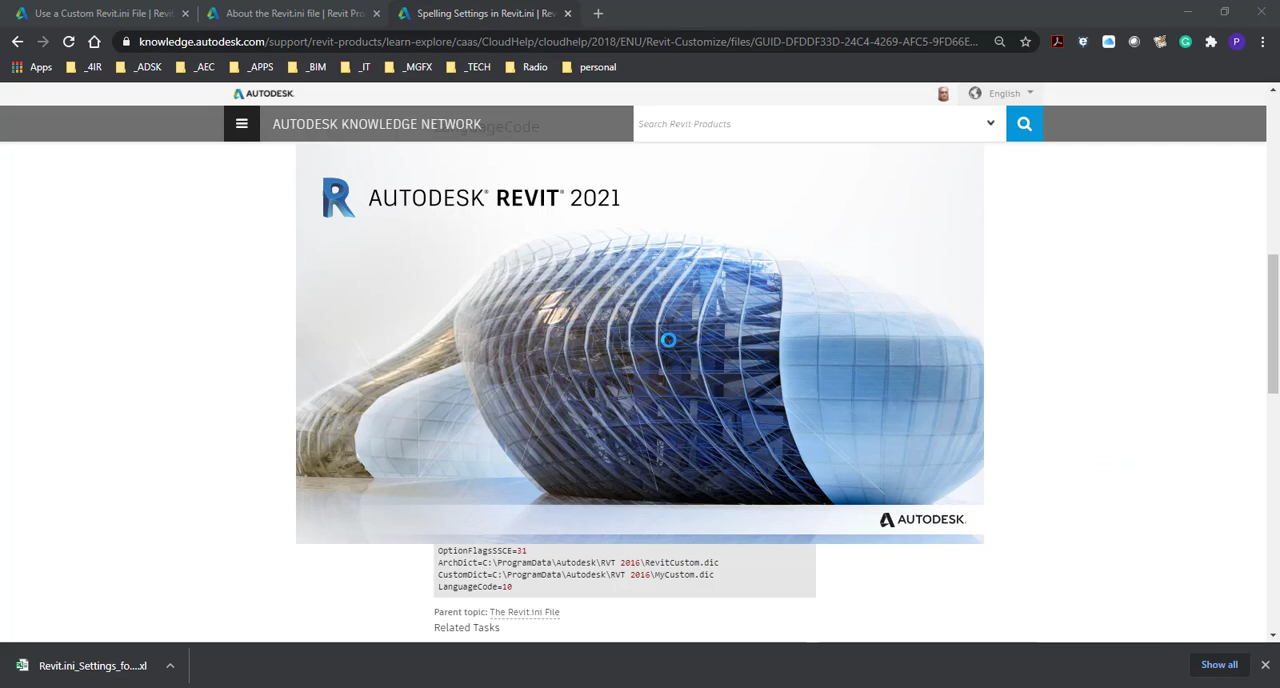 Use a Custom Revit.ini File | Revit
About the Revit.ini file | Revit Pro
Spelling Settings in Revit.ini | Rev
knowledge.autodesk.com/support/revit-products/learn-explore/caas/CloudHelp/cloudhelp/2018/ENU/Revit-Customize/files/GUID-DFDDF33D-24C4-4269-AFC5-9FD66E...
P
Apps _4IR _ADSK _AEC _APPS _BIM _IT _MGFX _TECH Radio personal
AUTODESK. English
AUTODESK KNOWLEDGE NETWORK
LanguageCode
Search Revit Products
R AUTODESK® REVIT® 2021
AUTODESK.
OptionFlagsSSCE=31
ArchDict=C:\ProgramData\Autodesk\RVT 2016\RevitCustom.dic
CustomDict=C:\ProgramData\Autodesk\RVT 2016\MyCustom.dic
LanguageCode=10
Parent topic: The Revit.ini File
Related Tasks
Revit.ini_Settings_fo....xl
Show all